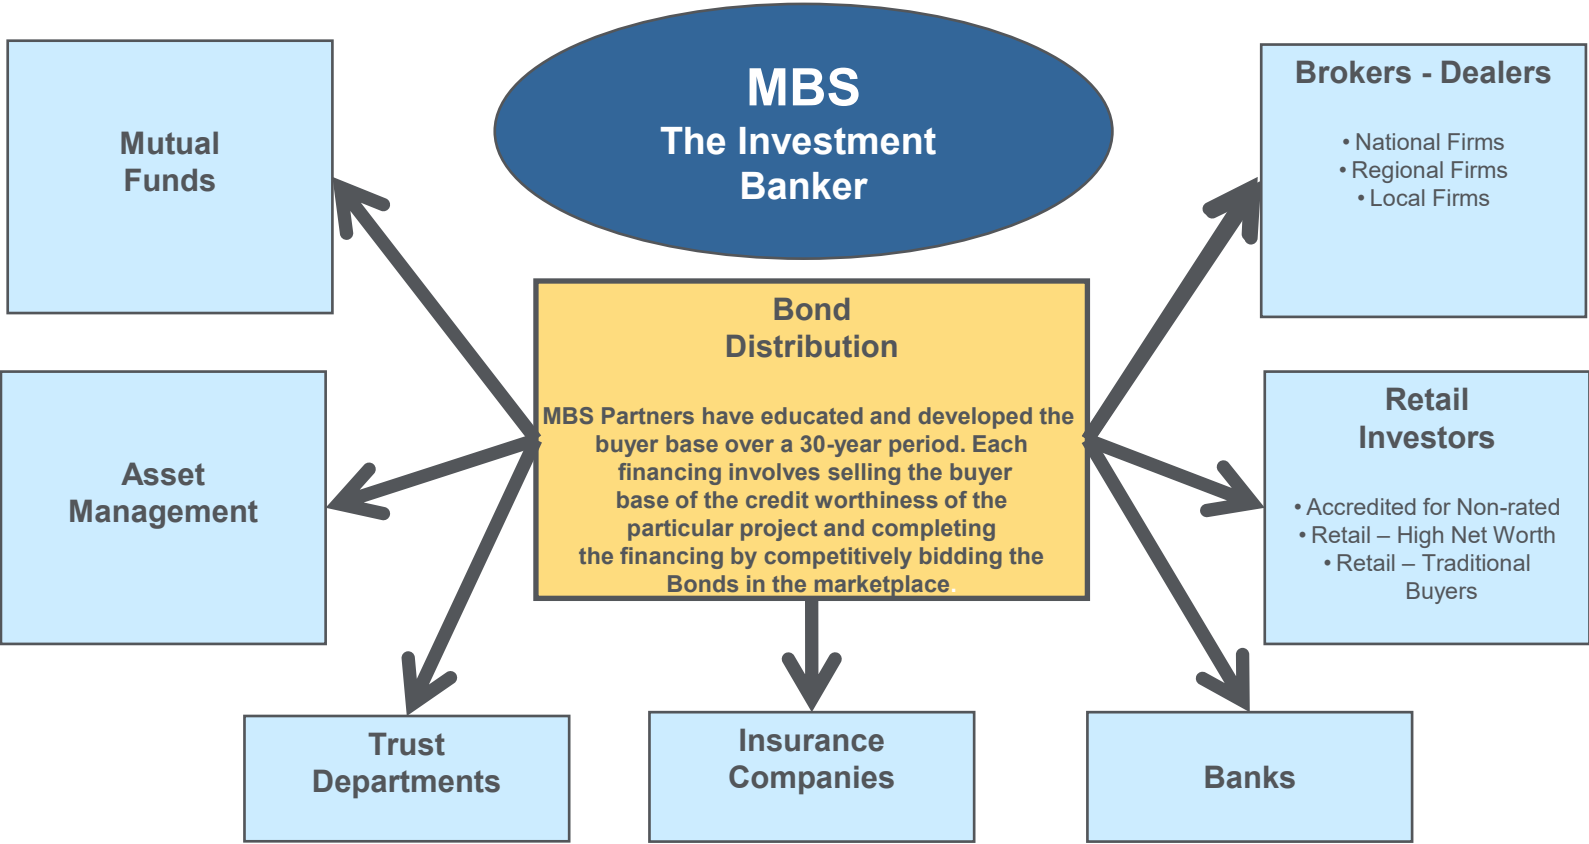 MBS
The Investment
Banker
Mutual
Funds
Brokers - Dealers
• National Firms
• Regional Firms
• Local Firms
Bond
Distribution
MBS Partners have educated and developed the
buyer base over a 30-year period. Each
financing involves selling the buyer
base of the credit worthiness of the
particular project and completing
the financing by competitively bidding the
Bonds in the marketplace.
Asset
Management
Retail
Investors
• Accredited for Non-rated
• Retail – High Net Worth
• Retail – Traditional
Buyers
Trust
Departments
Insurance
Companies
Banks